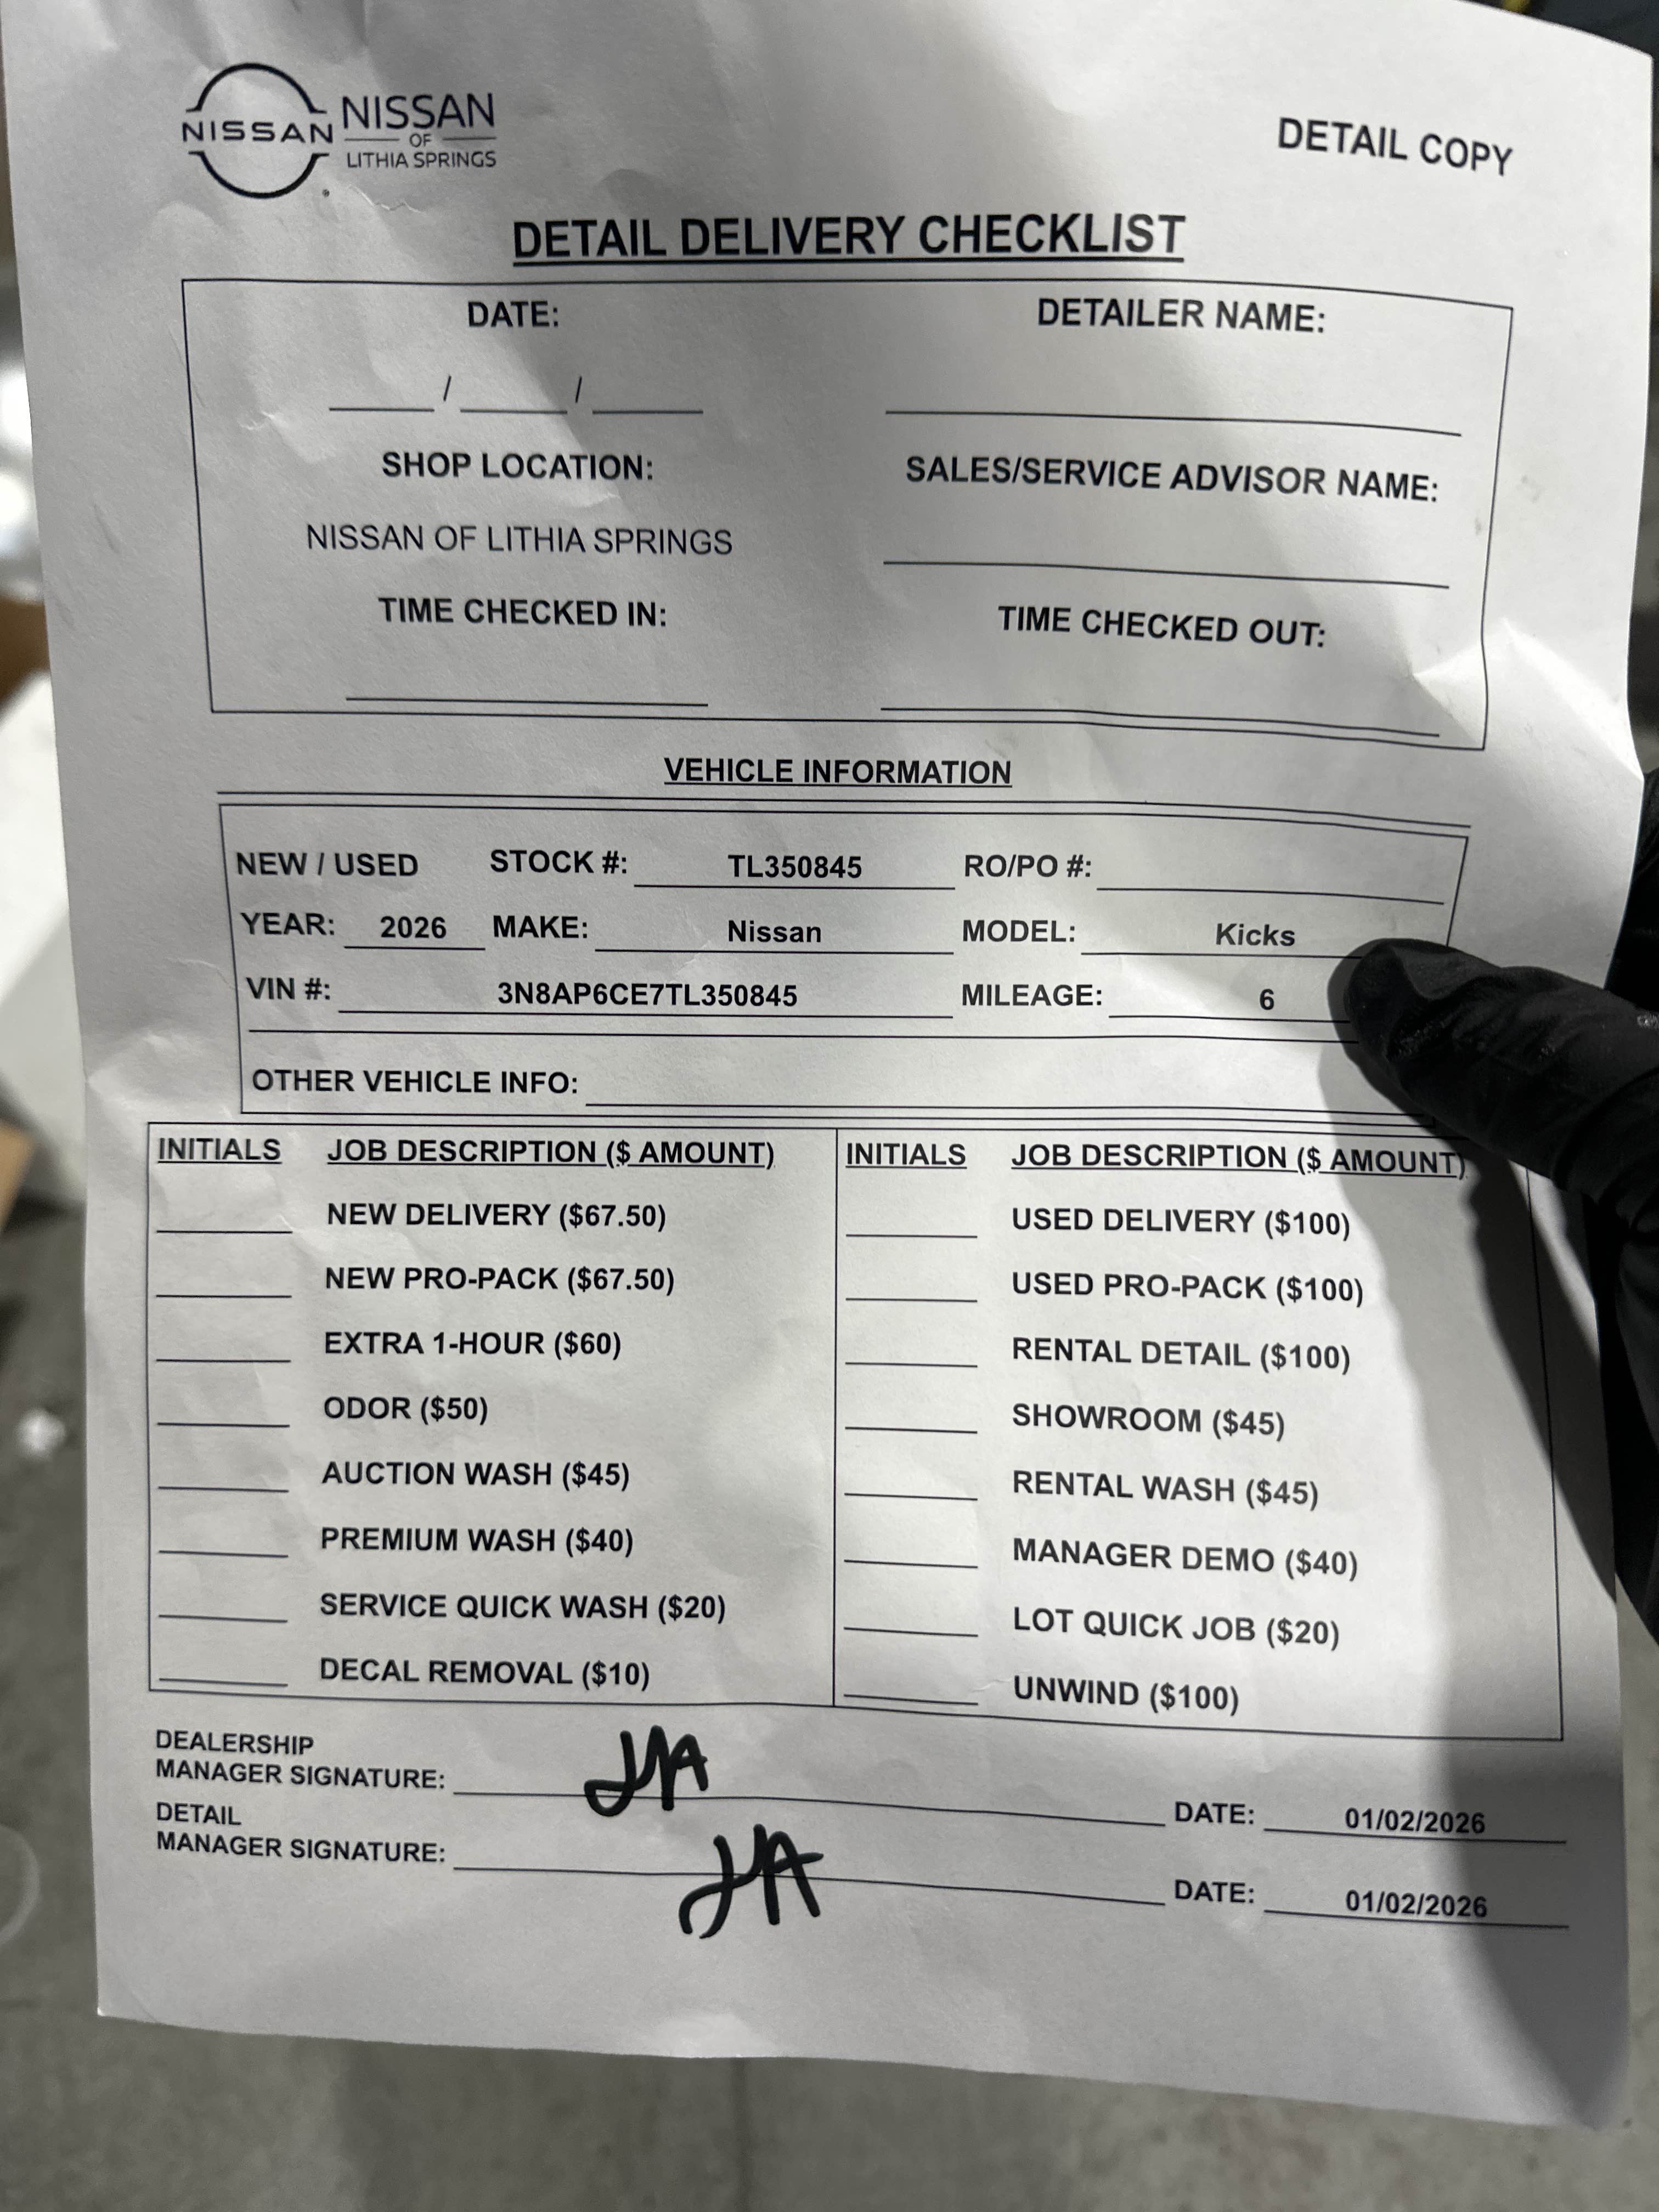 NISSAN
NISSAN
OF
LITHIA SPRINGS
DETAIL COPY
DETAIL DELIVERY CHECKLIST
DATE: DETAILER NAME:
/ /
SHOP LOCATION: SALES/SERVICE ADVISOR NAME:
NISSAN OF LITHIA SPRINGS
TIME CHECKED IN: TIME CHECKED OUT:
VEHICLE INFORMATION
NEW / USED STOCK #: TL350845 RO/PO #:
YEAR: 2026 MAKE: Nissan MODEL: Kicks
VIN #: 3N8AP6CE7TL350845 MILEAGE: 6
OTHER VEHICLE INFO:
INITIALS JOB DESCRIPTION ($ AMOUNT) INITIALS JOB DESCRIPTION ($ AMOUNT)
NEW DELIVERY ($67.50) USED DELIVERY ($100)
NEW PRO-PACK ($67.50) USED PRO-PACK ($100)
EXTRA 1-HOUR ($60) RENTAL DETAIL ($100)
ODOR ($50) SHOWROOM ($45)
AUCTION WASH ($45) RENTAL WASH ($45)
PREMIUM WASH ($40) MANAGER DEMO ($40)
SERVICE QUICK WASH ($20) LOT QUICK JOB ($20)
DECAL REMOVAL ($10) UNWIND ($100)
DEALERSHIP
MANAGER SIGNATURE: DATE: 01/02/2026
DETAIL
MANAGER SIGNATURE: DATE: 01/02/2026